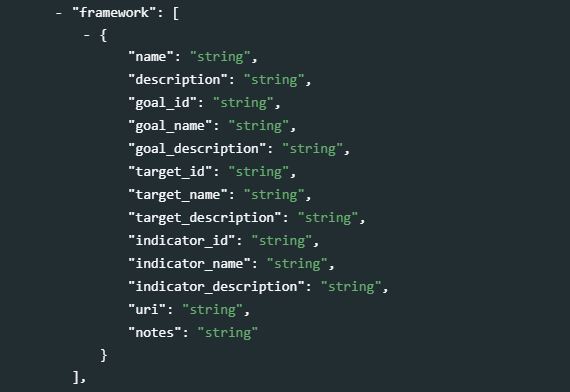 - "framework": [
- {
"name": "string",
"description": "string",
"goal_id": "string",
"goal_name": "string",
"goal_description": "string",
"target_id": "string",
"target_name": "string",
"target_description": "string",
"indicator_id": "string",
"indicator_name": "string",
"indicator_description": "string",
"uri": "string",
"notes": "string"
}
],